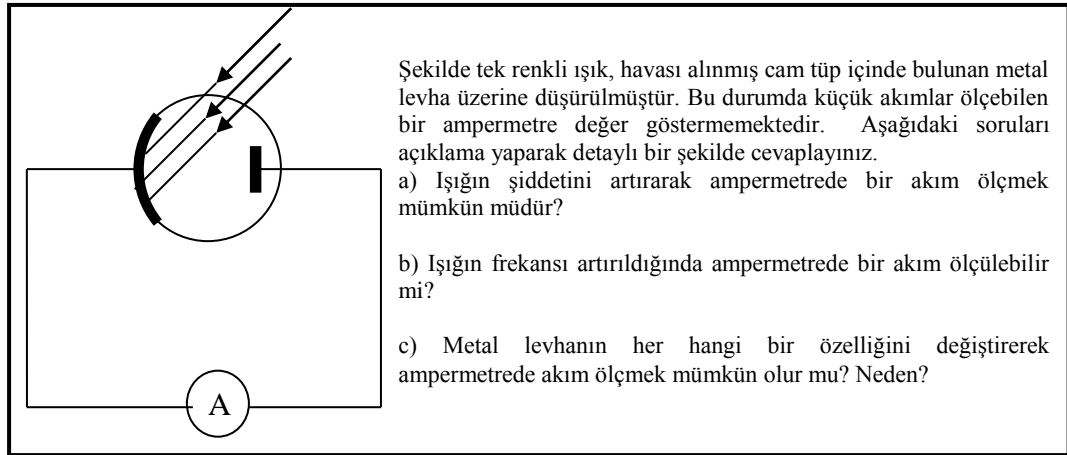 Şekilde tek renkli ışık, havası alınmış cam tüp içinde bulunan metal
levha üzerine düşürülmüştür. Bu durumda küçük akımlar ölçebilen
bir ampermetre değer göstermemektedir. Aşağıdaki soruları
açıklama yaparak detaylı bir şekilde cevaplayınız.
a) Işığın şiddetini artırarak ampermetrede bir akım ölçmek
mümkün müdür?
b) Işığın frekansı artırıldığında ampermetrede bir akım ölçülebilir
mi?
c) Metal levhanın her hangi bir özelliğini değiştirerek
ampermetrede akım ölçmek mümkün olur mu? Neden?
A